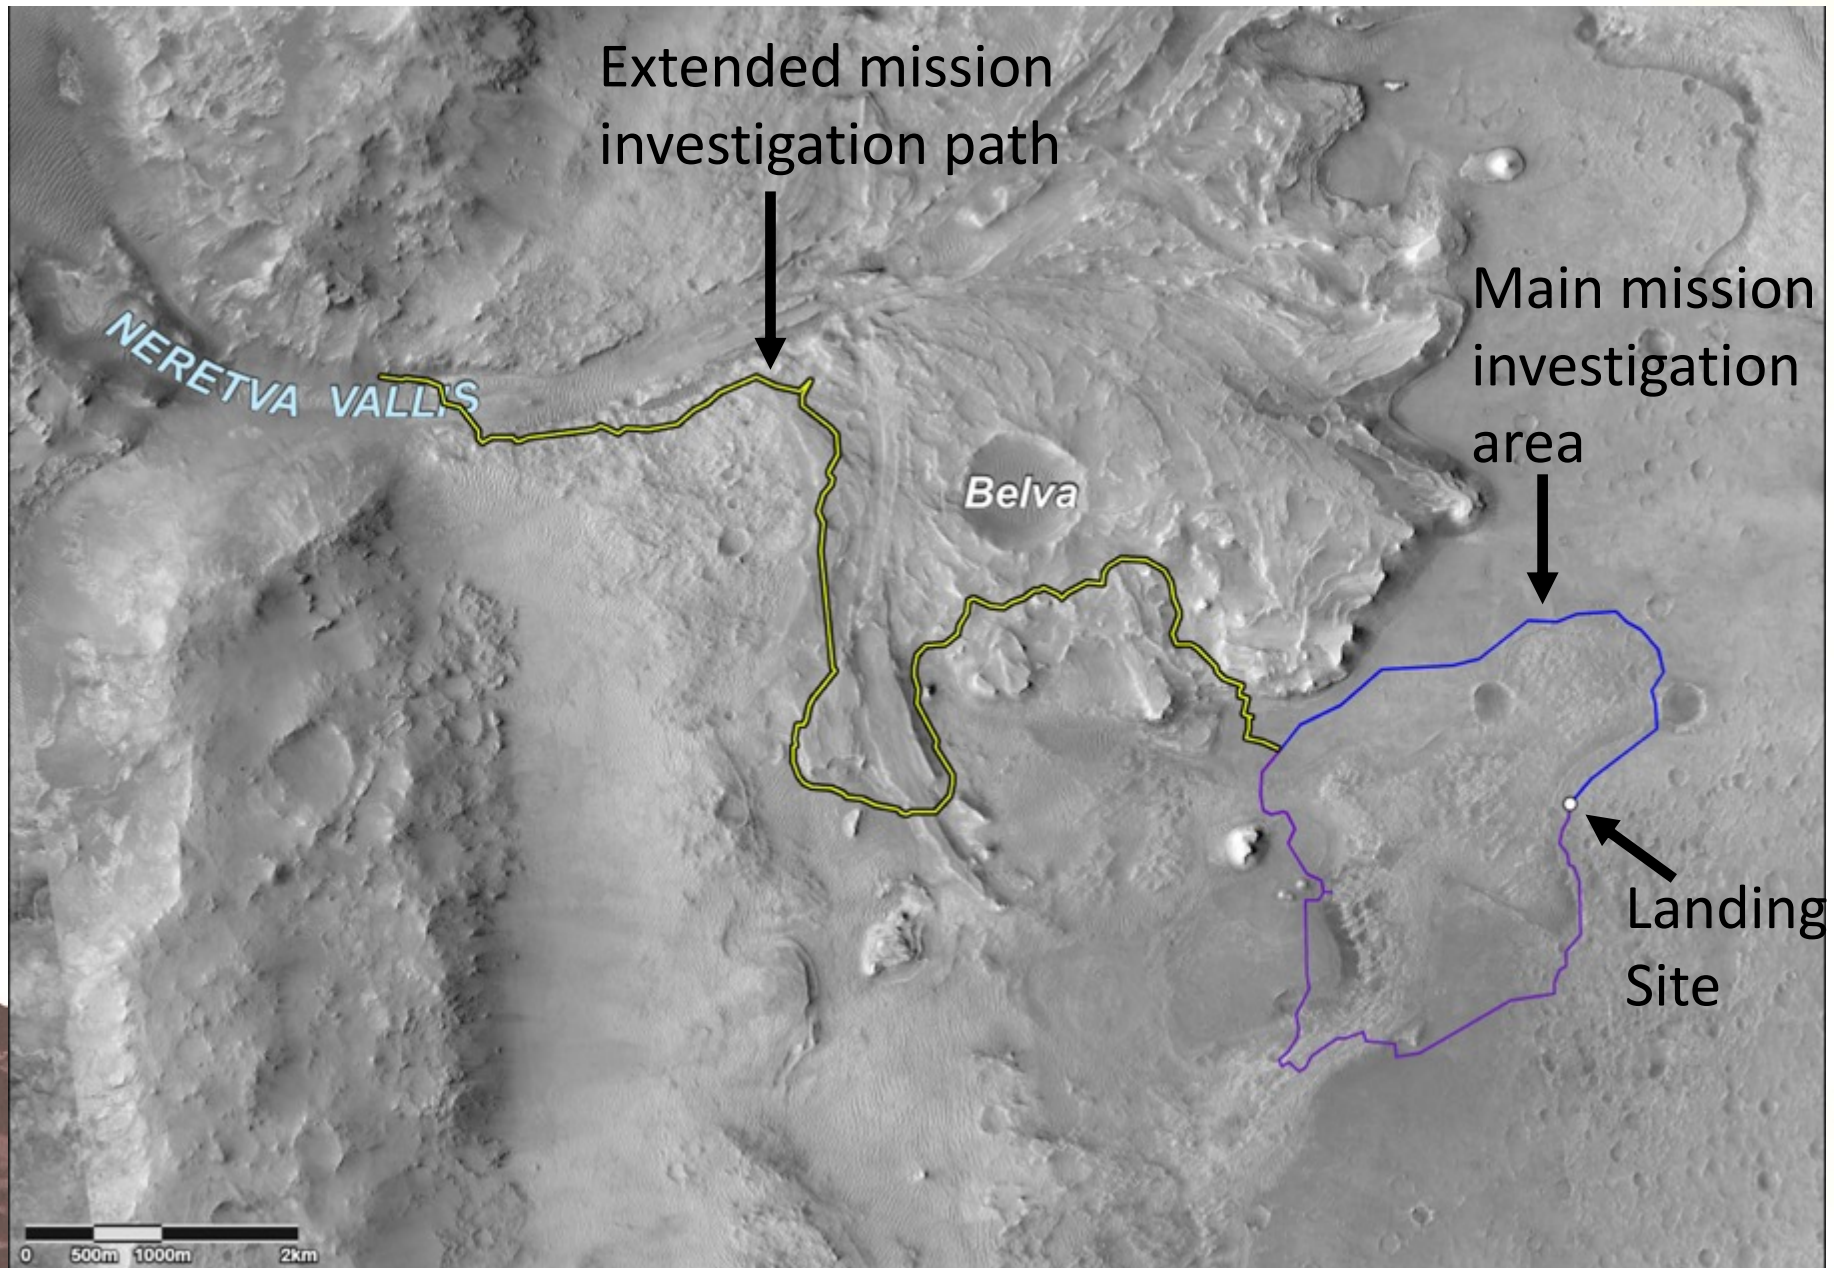 Extended mission
investigation path
Main mission
investigation
area
NERETVA VALLIS
Belva
Landing
Site
0 500m 1000m 2km